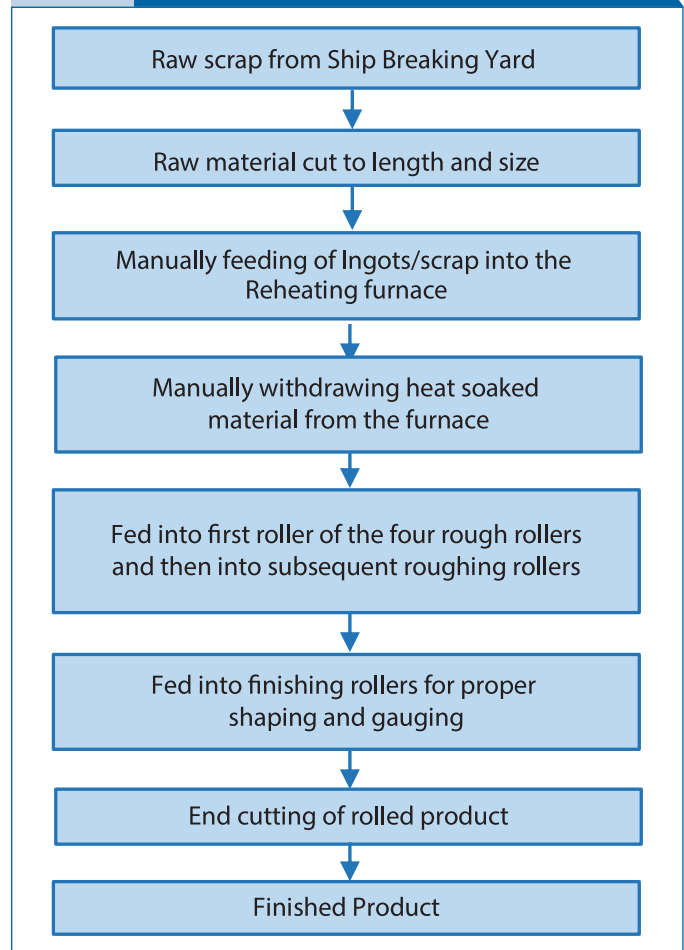 Raw scrap from Ship Breaking Yard
Raw material cut to length and size
Manually feeding of Ingots/scrap into the
Reheating furnace
Manually withdrawing heat soaked
material from the furnace
Fed into first roller of the four rough rollers
and then into subsequent roughing rollers
Fed into finishing rollers for proper
shaping and gauging
End cutting of rolled product
Finished Product